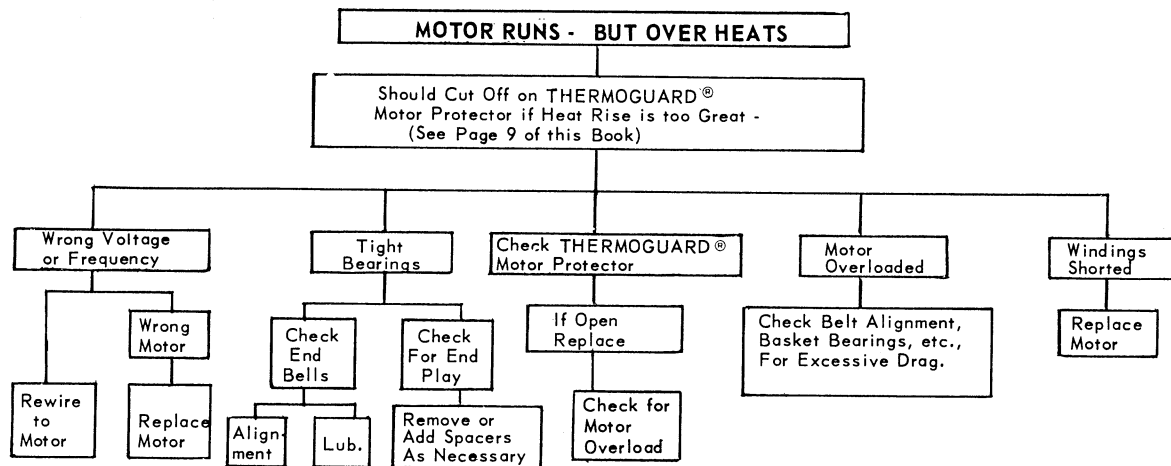 MOTOR RUNS - BUT OVER HEATS
Should Cut Off on THERMOGUARD®
Motor Protector if Heat Rise is too Great -
(See Page 9 of this Book)
Wrong Voltage
or Frequency
Rewire
to
Motor
Wrong
Motor
Replace
Motor
Tight
Bearings
Check
End
Bells
Align-
ment
Lub.
Check
For End
Play
Remove or
Add Spacers
As Necessary
Check THERMOGUARD®
Motor Protector
If Open
Replace
Check for
Motor
Overload
Motor
Overloaded
Check Belt Alignment,
Basket Bearings, etc.,
For Excessive Drag.
Windings
Shorted
Replace
Motor